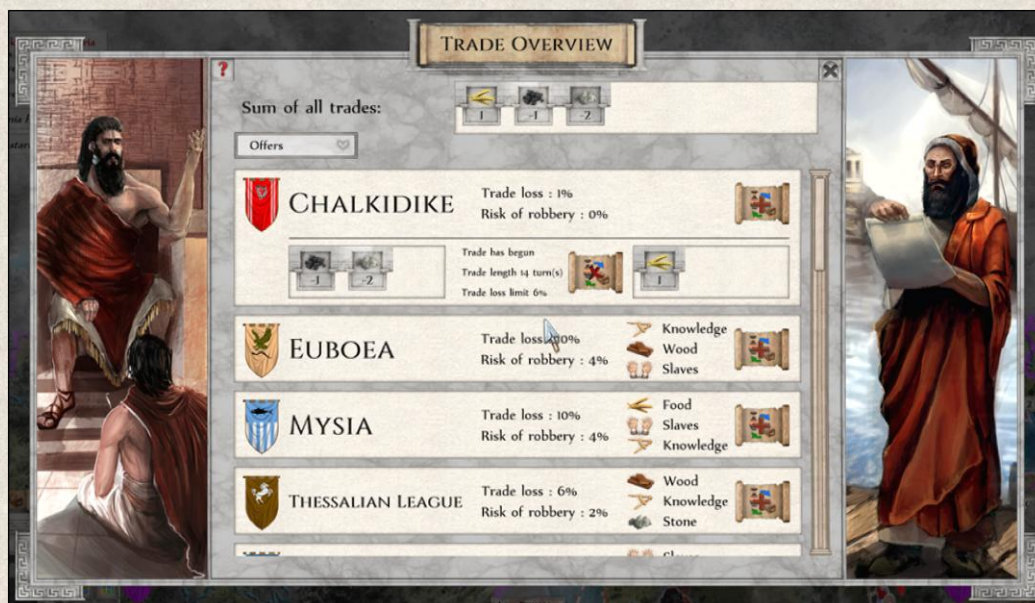 TRADE OVERVIEW
?
Sum of all trades:
1 -1 -2
Offers
CHALKIDIKE
Trade loss : 1%
Risk of robbery : 0%
-1 -2
Trade has begun
Trade length 14 turn(s)
Trade loss limit 6%
1
EUBOEA
Trade loss
Risk of robbery : 4%
Knowledge
Wood
Slaves
MYSIA
Trade loss : 10%
Risk of robbery : 4%
Food
Slaves
Knowledge
THESSALIAN LEAGUE
Trade loss : 6%
Risk of robbery : 2%
Wood
Knowledge
Stone